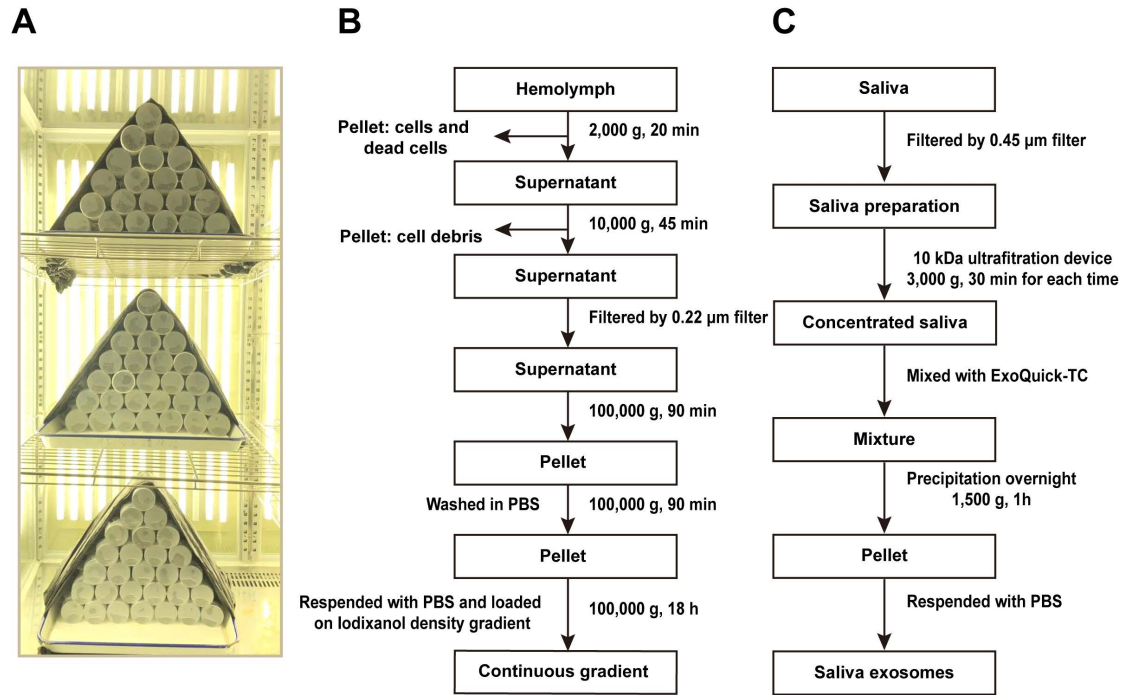 A
B
C
Hemolymph
Pellet: cells and
dead cells
2,000 g, 20 min
Supernatant
Pellet: cell debris
10,000 g, 45 min
Supernatant
Filtered by 0.22 μm filter
Supernatant
100,000 g, 90 min
Pellet
Washed in PBS
100,000 g, 90 min
Pellet
Respended with PBS and loaded
on Iodixanol density gradient
100,000 g, 18 h
Continuous gradient
Saliva
Filtered by 0.45 μm filter
Saliva preparation
10 kDa ultrafitration device
3,000 g, 30 min for each time
Concentrated saliva
Mixed with ExoQuick-TC
Mixture
Precipitation overnight
1,500 g, 1h
Pellet
Respended with PBS
Saliva exosomes